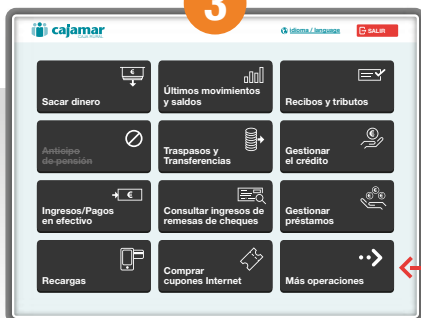 3
cajamar
CAJA RURAL
idioma / language
SALIR
Sacar dinero
Últimos movimientos
y saldos
Recibos y tributos
Anticipo
de pensión
Traspasos y
Transferencias
Gestionar
el crédito
Ingresos/Pagos
en efectivo
Consultar ingresos de
remesas de cheques
Gestionar
préstamos
Recargas
Comprar
cupones Internet
Más operaciones